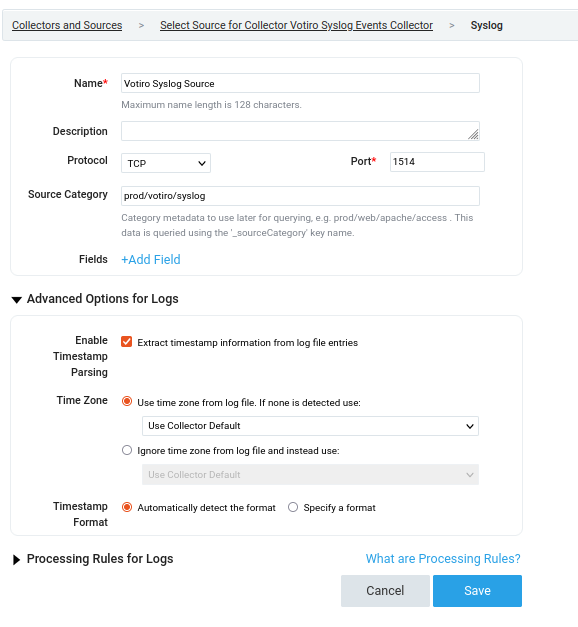 Collectors and Sources > Select Source for Collector Votiro Syslog Events Collector > Syslog
Name* Votiro Syslog Source
Maximum name length is 128 characters.
Description
Protocol TCP Port* 1514
Source Category prod/votiro/syslog
Category metadata to use later for querying, e.g. prod/web/apache/access . This
data is queried using the '_sourceCategory' key name.
Fields +Add Field
Advanced Options for Logs
Enable Timestamp Parsing
Extract timestamp information from log file entries
Time Zone Use time zone from log file. If none is detected use:
Use Collector Default
Ignore time zone from log file and instead use:
Use Collector Default
Timestamp Format
Automatically detect the format Specify a format
Processing Rules for Logs What are Processing Rules?
Cancel Save